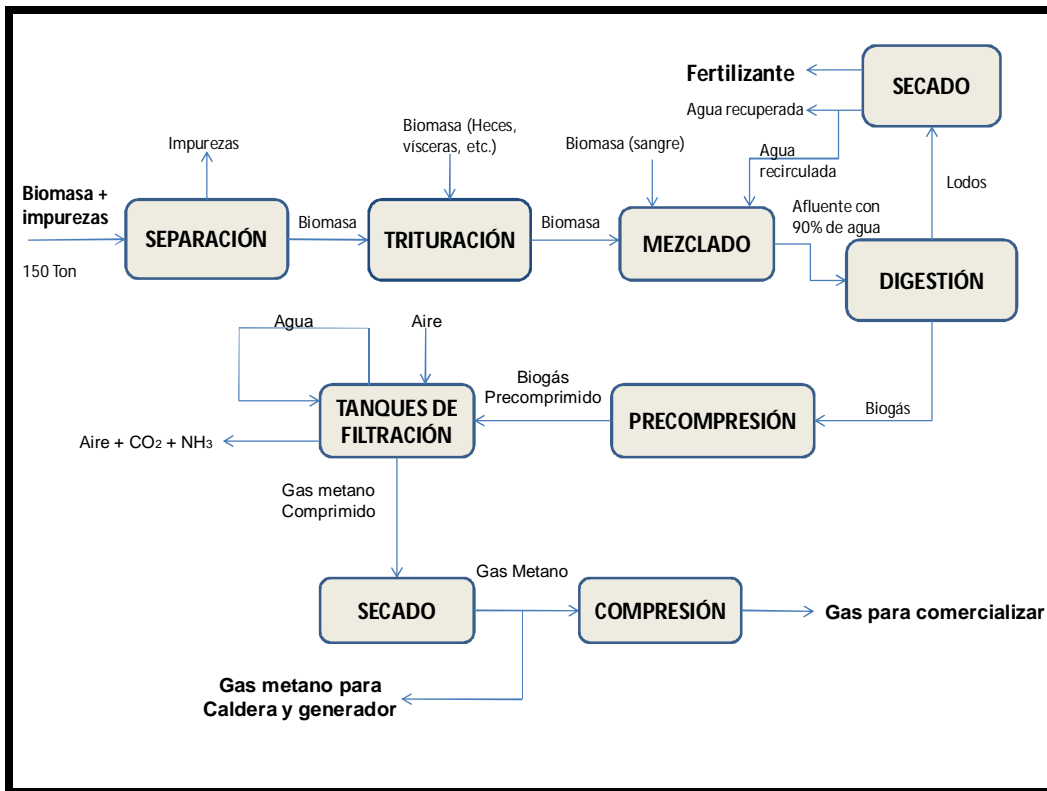 Fertilizante
SECADO
Agua recuperada
Impurezas
Biomasa (Heces,
vísceras, etc.)
Biomasa (sangre)
Agua
recirculada
Lodos
Biomasa +
impurezas
150 Ton
SEPARACIÓN
Biomasa
TRITURACIÓN
Biomasa
MEZCLADO
Afluente con
90% de agua
DIGESTIÓN
Agua
Aire
TANQUES DE
FILTRACIÓN
Biogás
Precomprimido
PRECOMPRESIÓN
Biogás
Aire + CO2 + NH3
Gas metano
Comprimido
SECADO
Gas Metano
COMPRESIÓN
Gas para comercializar
Gas metano para
Caldera y generador